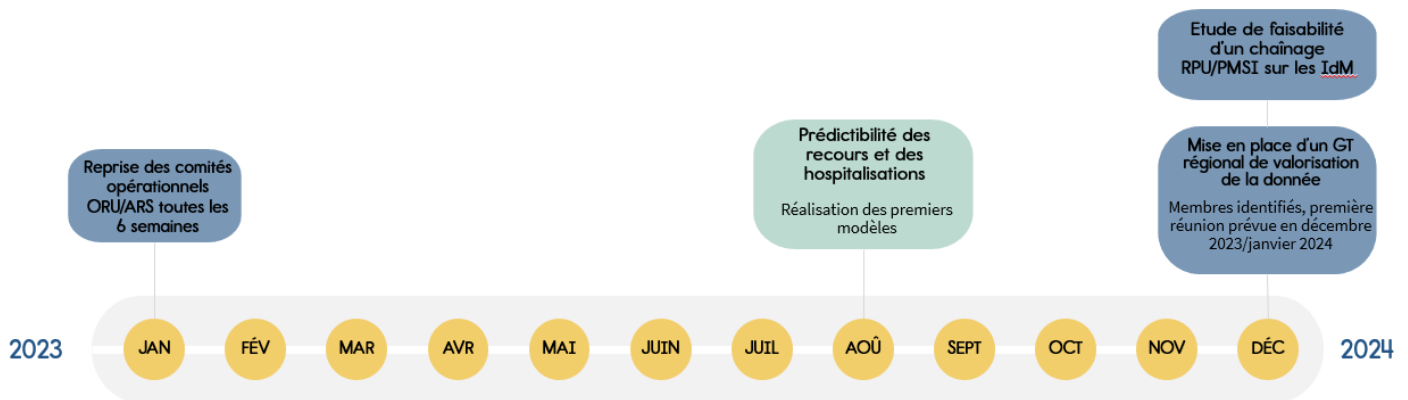 Etude de faisabilité
d'un chaînage
RPU/PMSI sur les IdM
Reprise des comités
opérationnels
ORU/ARS toutes les
6 semaines
Prédictibilité des
recours et des
hospitalisations
Réalisation des premiers
modèles
Mise en place d'un GT
régional de valorisation
de la donnée
Membres identifiés, première
réunion prévue en décembre
2023/janvier 2024
2023 JAN FÉV MAR AVR MAI JUIN JUIL AOÛ SEPT OCT NOV DÉC 2024